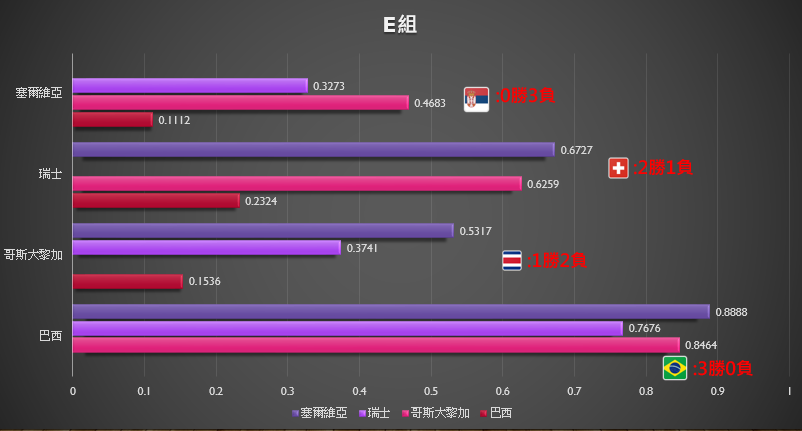 E組
0 0.1 0.2 0.3 0.4 0.5 0.6 0.7 0.8 0.9 1
塞爾維亞
0.3273
0.4683
0.1112
:0勝3負
瑞士
0.6727
0.6259
0.2324
:2勝1負
哥斯大黎加
0.5317
0.3741
0.1536
:1勝2負
巴西
0.8888
0.7676
0.8464
:3勝0負
塞爾維亞 瑞士 哥斯大黎加 巴西